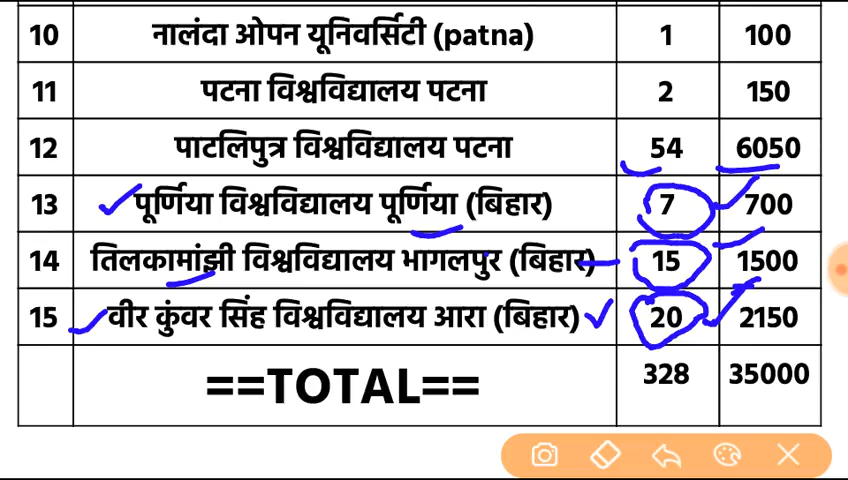 10 नालंदा ओपन यूनिवर्सिटी (patna) 1 100
11 पटना विश्वविद्यालय पटना 2 150
12 पाटलिपुत्र विश्वविद्यालय पटना 54 6050
13 पूर्णिया विश्वविद्यालय पूर्णिया (बिहार) 7 700
14 तिलकामांझी विश्वविद्यालय भागलपुर (बिहार) 15 1500
15 वीर कुंवर सिंह विश्वविद्यालय आरा (बिहार) 20 2150
==TOTAL== 328 35000